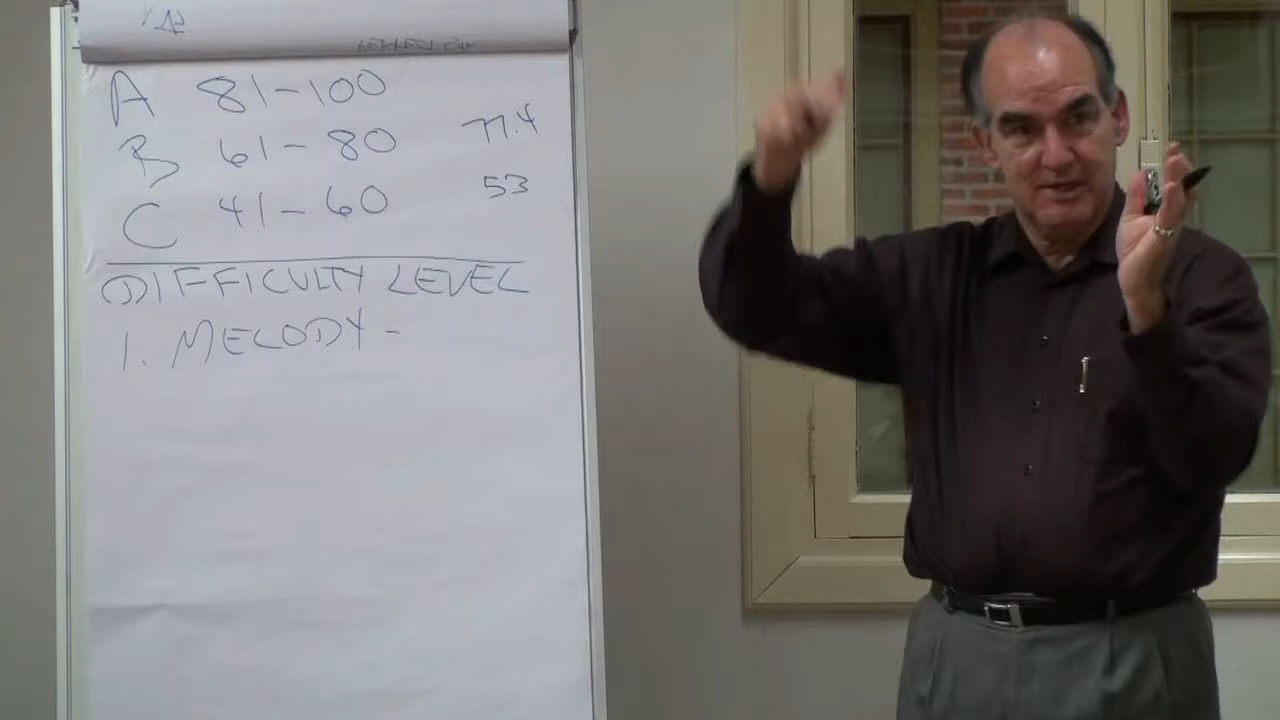 A 81-100
B 61-80 77.4
C 41-60 53
DIFFICULTY LEVEL
1. MELODY -